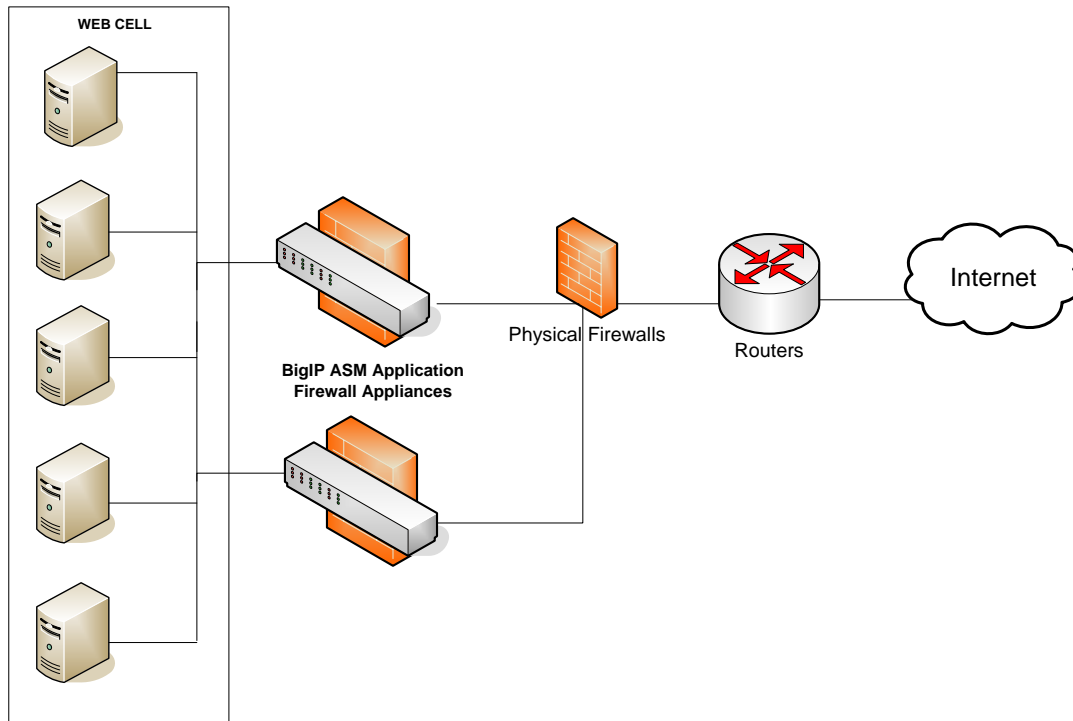 WEB CELL
BigIP ASM Application
Firewall Appliances
Physical Firewalls
Routers
Internet